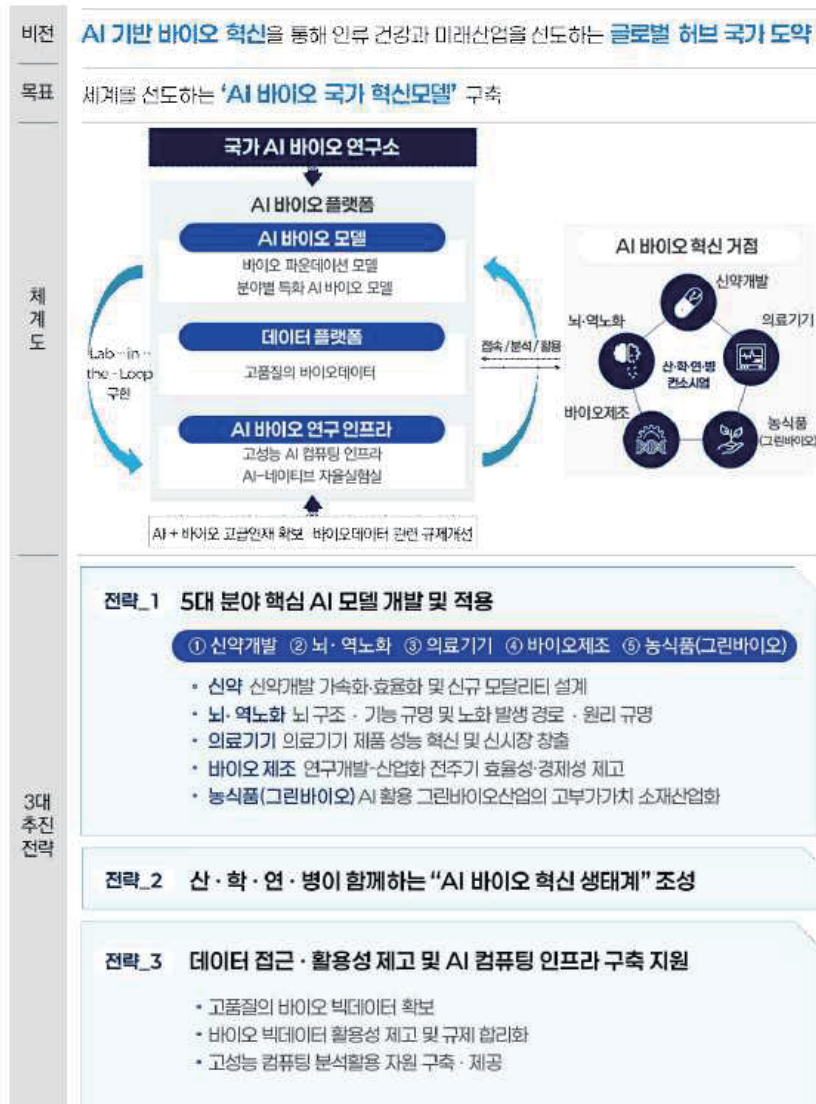 비전
AI 기반 바이오 혁신을 통해 인류 건강과 미래산업을 선도하는 글로벌 허브 국가 도약
목표
세계를 선도하는 'AI 바이오 국가 혁신모델' 구축
체계도
국가 AI 바이오 연구소
AI 바이오 플랫폼
AI 바이오 모델
바이오 파운데이션 모델
분야별 특화 AI 바이오 모델
데이터 플랫폼
고품질의 바이오데이터
AI 바이오 연구 인프라
고성능 AI 컴퓨팅 인프라
AI-네이티브 자율실험실
Lab-in-
the-Loop
구현
접속/분석/활용
AI + 바이오 고급인재 확보 바이오데이터 관련 규제개선
AI 바이오 혁신 거점
신약개발
뇌·역노화
의료기기
산·학·연·병
컨소시엄
바이오제조
농식품
(그린바이오)
3대
추진
전략
전략_1 5대 분야 핵심 AI 모델 개발 및 적용
① 신약개발 ② 뇌·역노화 ③ 의료기기 ④ 바이오제조 ⑤ 농식품(그린바이오)
• 신약 신약개발 가속화·효율화 및 신규 모달리티 설계
• 뇌·역노화 뇌 구조·기능 규명 및 노화 발생 경로·원리 규명
• 의료기기 의료기기 제품 성능 혁신 및 신시장 창출
• 바이오 제조 연구개발-산업화 전주기 효율성·경제성 제고
• 농식품(그린바이오) AI 활용 그린바이오산업의 고부가가치 소재산업화
전략_2 산·학·연·병이 함께하는 “AI 바이오 혁신 생태계” 조성
전략_3 데이터 접근·활용성 제고 및 AI 컴퓨팅 인프라 구축 지원
• 고품질의 바이오 빅데이터 확보
• 바이오 빅데이터 활용성 제고 및 규제 합리화
• 고성능 컴퓨팅 분석활용 자원 구축·제공